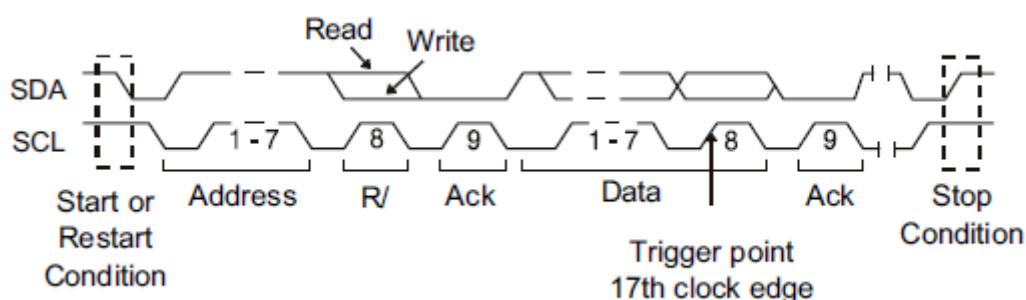 Read
Write
SDA
SCL
1 - 7
8
9
1 - 7
8
9
Address
R/
Ack
Data
Ack
Start or
Restart
Condition
Stop
Condition
Trigger point
17th clock edge